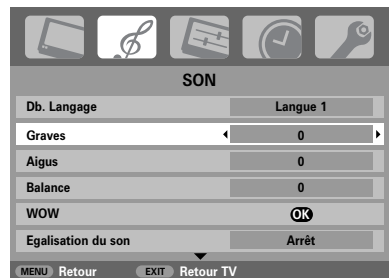 SON
Db. Langage Langue 1
Graves 0
Aigus 0
Balance 0
WOW OK
Egalisation du son Arrêt
MENU Retour EXIT Retour TV